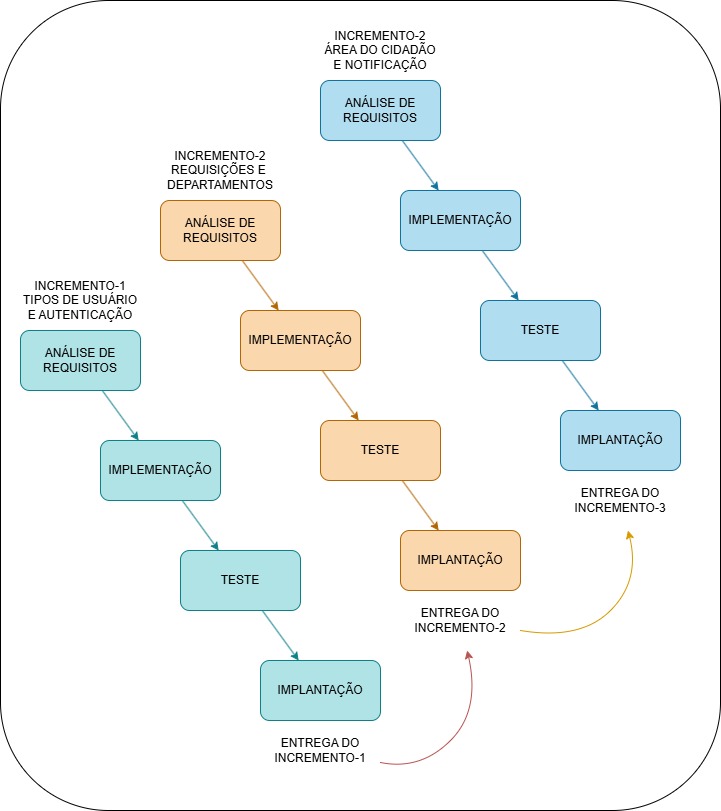 INCREMENTO-2
ÁREA DO CIDADÃO
E NOTIFICAÇÃO
ANÁLISE DE
REQUISITOS
IMPLEMENTAÇÃO
TESTE
IMPLANTAÇÃO
ENTREGA DO
INCREMENTO-3
INCREMENTO-2
REQUISIÇÕES E
DEPARTAMENTOS
ANÁLISE DE
REQUISITOS
IMPLEMENTAÇÃO
TESTE
IMPLANTAÇÃO
ENTREGA DO
INCREMENTO-2
INCREMENTO-1
TIPOS DE USUÁRIO
E AUTENTICAÇÃO
ANÁLISE DE
REQUISITOS
IMPLEMENTAÇÃO
TESTE
IMPLANTAÇÃO
ENTREGA DO
INCREMENTO-1